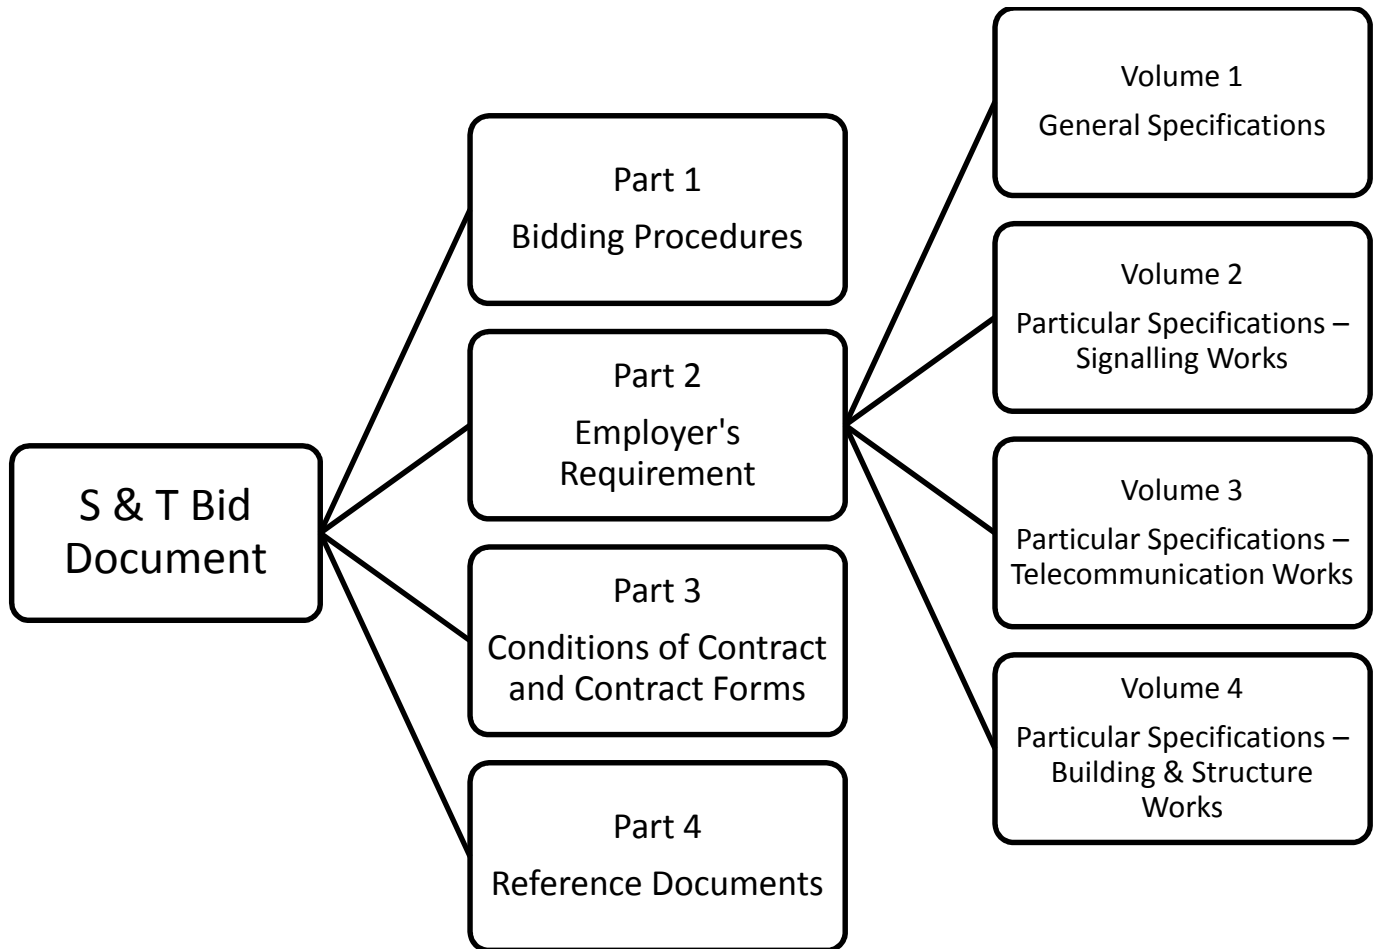 S & T Bid
Document
Part 1
Bidding Procedures
Part 2
Employer's
Requirement
Part 3
Conditions of Contract
and Contract Forms
Part 4
Reference Documents
Volume 1
General Specifications
Volume 2
Particular Specifications –
Signalling Works
Volume 3
Particular Specifications –
Telecommunication Works
Volume 4
Particular Specifications –
Building & Structure
Works